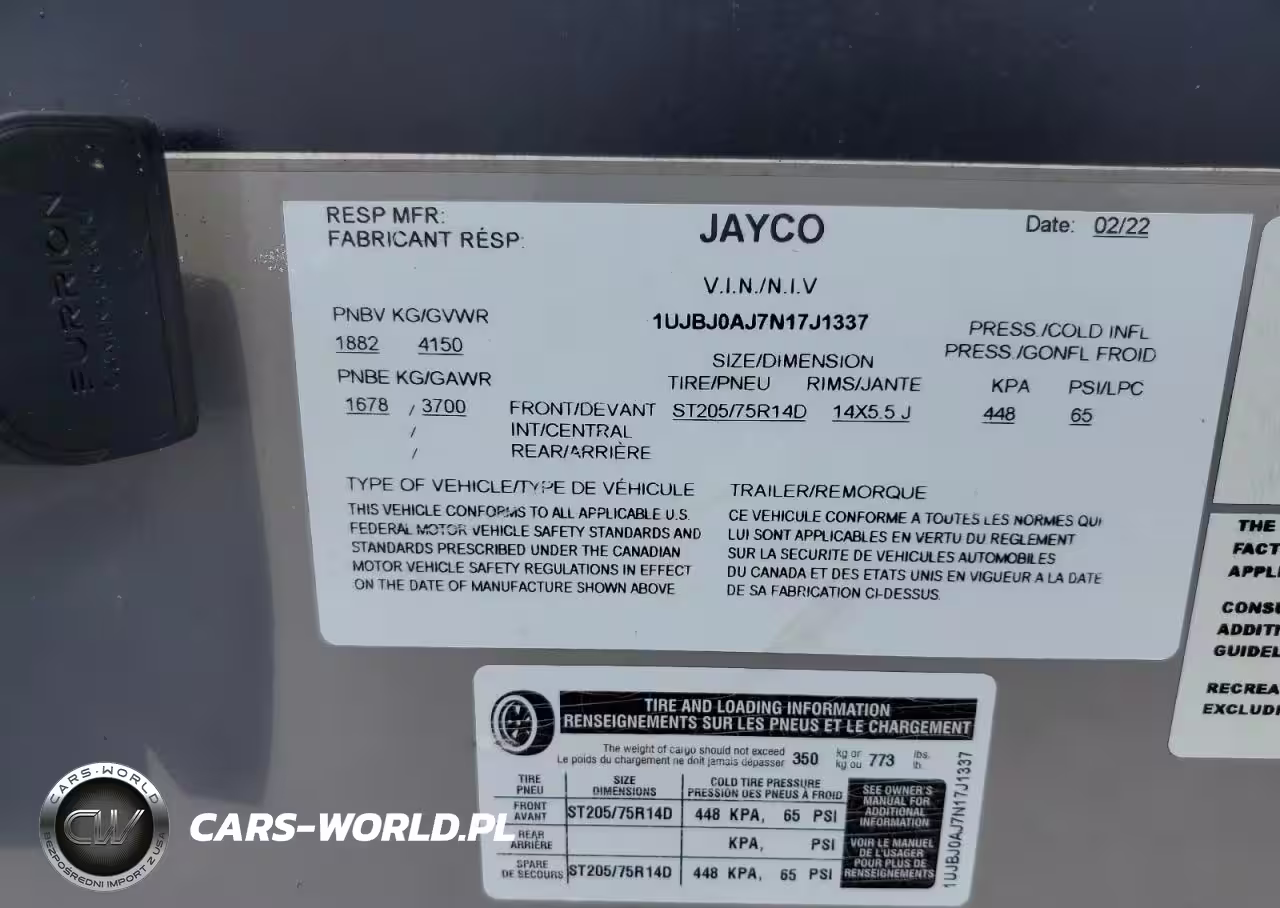 EURRION
RESP MFR:
FABRICANT RÉSP:
JAYCO
Date: 02/22
V.I.N./N.I.V
1UJBJ0AJ7N17J1337
PNBV KG/GVWR
1882 4150
PNBE KG/GAWR
1678 / 3700
/
/
PRESS./COLD INFL
PRESS./GONFL FROID
SIZE/DIMENSION
TIRE/PNEU RIMS/JANTE KPA PSI/LPC
FRONT/DEVANT ST205/75R14D 14X5.5 J 448 65
INT/CENTRAL
REAR/ARRIÈRE
TYPE OF VEHICLE/TYPE DE VÉHICULE TRAILER/REMORQUE
THIS VEHICLE CONFORMS TO ALL APPLICABLE U.S.
FEDERAL MOTOR VEHICLE SAFETY STANDARDS AND
STANDARDS PRESCRIBED UNDER THE CANADIAN
MOTOR VEHICLE SAFETY REGULATIONS IN EFFECT
ON THE DATE OF MANUFACTURE SHOWN ABOVE
CE VEHICULE CONFORME A TOUTES LES NORMES QUI
LUI SONT APPLICABLES EN VERTU DU REGLEMENT
SUR LA SECURITE DE VEHICULES AUTOMOBILES
DU CANADA ET DES ETATS UNIS EN VIGUEUR A LA DATE
DE SA FABRICATION CI-DESSUS.
THE
FACT
APPLI
CONSU
ADDITI
GUIDEL
RECREA
EXCLUDI
TIRE AND LOADING INFORMATION
RENSEIGNEMENTS SUR LES PNEUS ET LE CHARGEMENT
The weight of cargo should not exceed
Le poids du chargement ne doit jamais dépasser
350 kg or kg ou 773 lbs. lb.
TIRE PNEU
SIZE DIMENSIONS
COLD TIRE PRESSURE
PRESSION DES PNEUS À FROID
FRONT AVANT ST205/75R14D 448 KPA, 65 PSI
REAR ARRIÈRE KPA, PSI
SPARE DE SECOURS ST205/75R14D 448 KPA, 65 PSI
SEE OWNER'S
MANUAL FOR
ADDITIONAL
INFORMATION
VOIR LE MANUEL
DE L'USAGER
POUR PLUS DE
RENSEIGNEMENTS
1UJBJ0AJ7N17J1337
CARS-WORLD
CW
BEZPOŚREDNI IMPORT Z USA
CARS-WORLD.PL